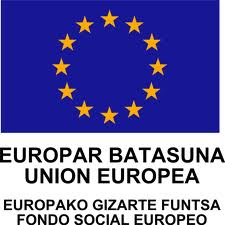 EUROPAR BATASUNA
UNION EUROPEA
EUROPAKO GIZARTE FUNTSA
FONDO SOCIAL EUROPEO